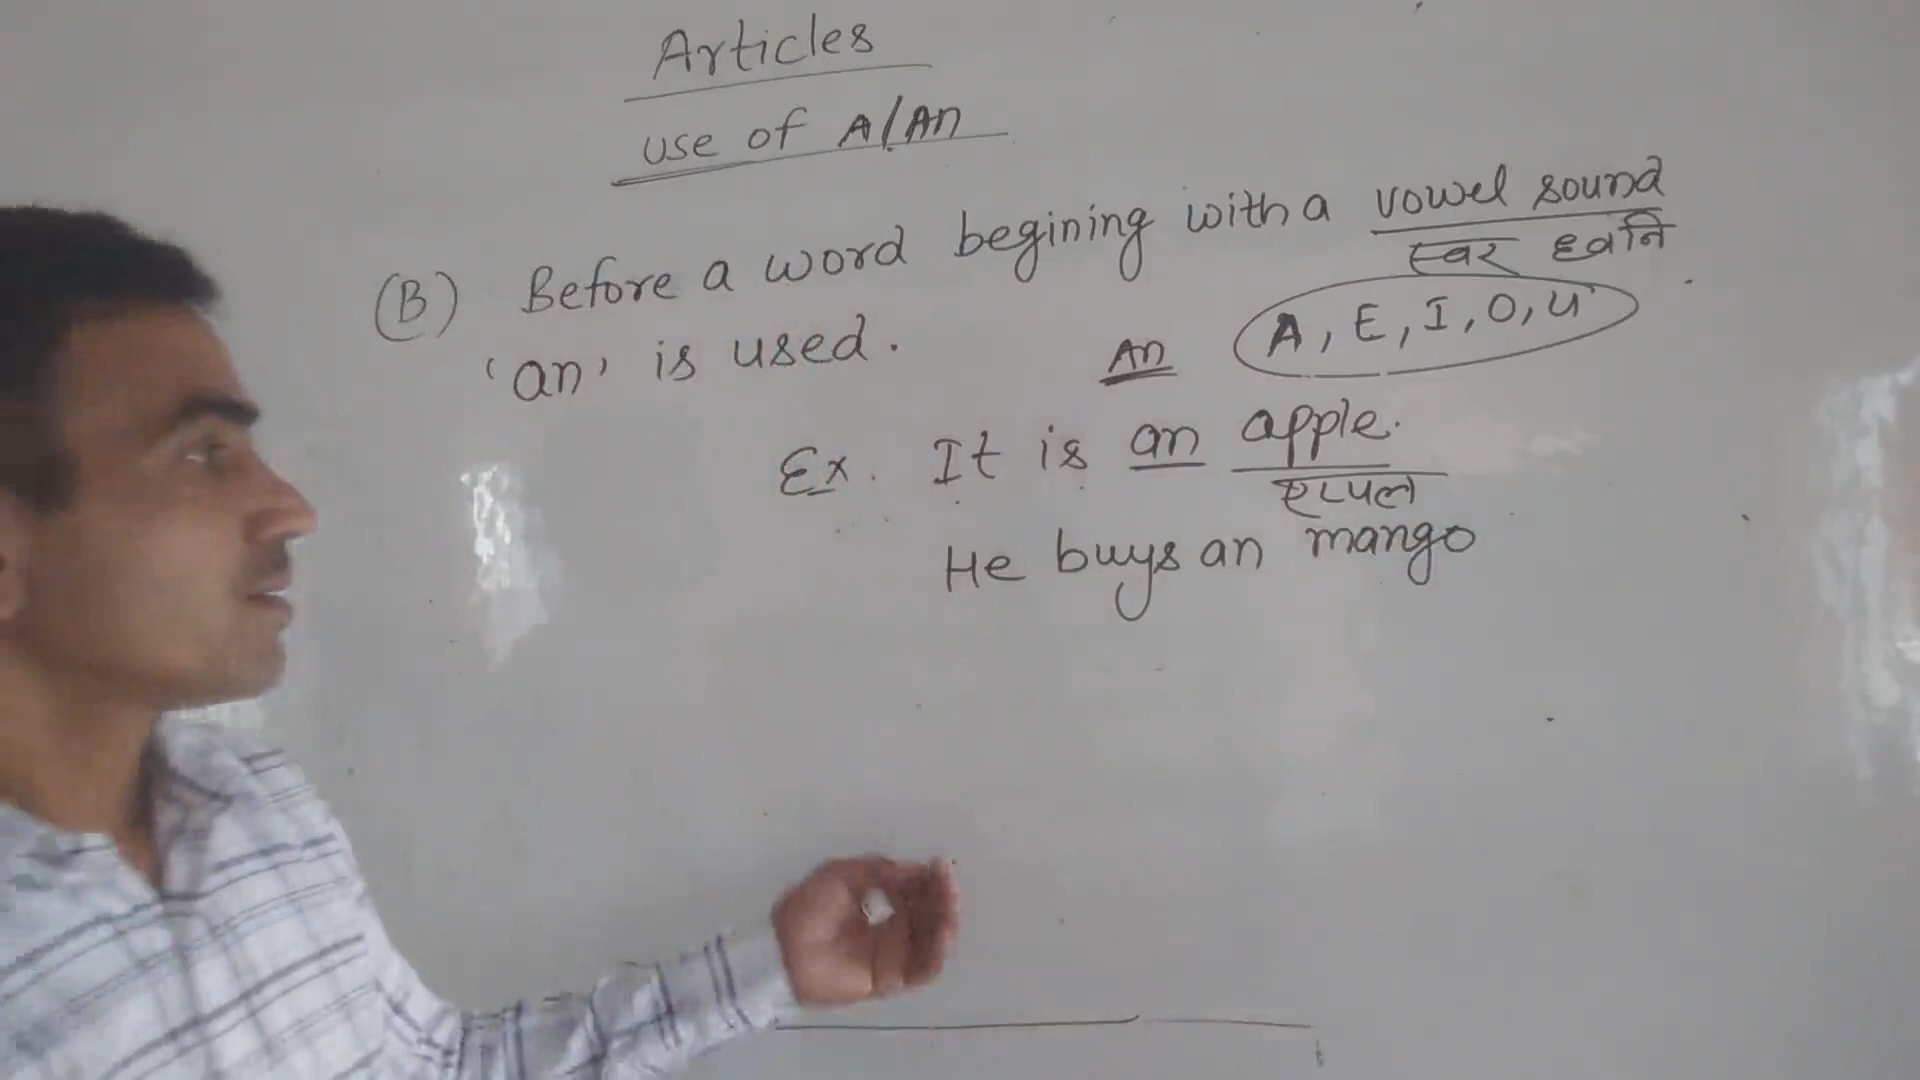 Articles
use of A/An
(B) Before a word begining with a vowel sound
स्वर ध्वनि
'an' is used. An A, E, I, O, U
Ex. It is an apple.
एप्पल
He buys an mango